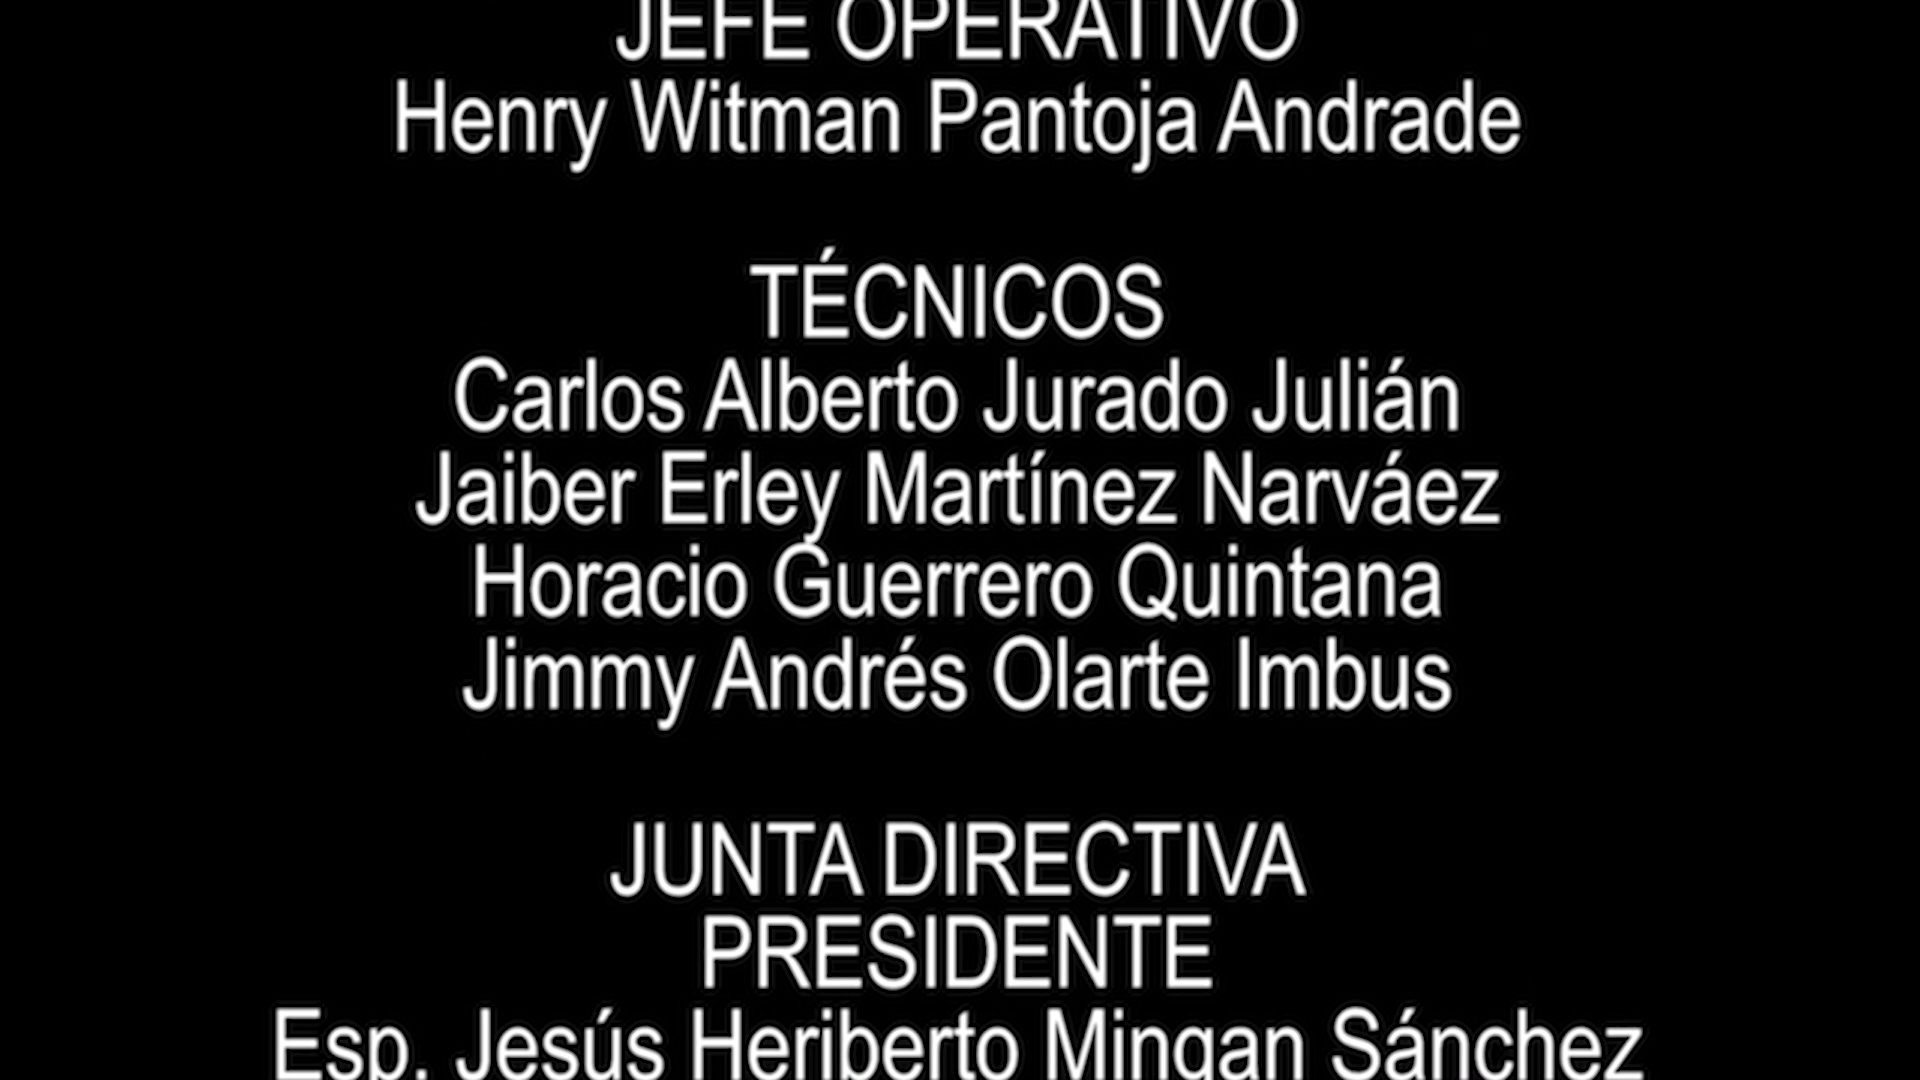 JEFE OPERATIVO
Henry Witman Pantoja Andrade
TÉCNICOS
Carlos Alberto Jurado Julián
Jaiber Erley Martínez Narváez
Horacio Guerrero Quintana
Jimmy Andrés Olarte Imbus
JUNTA DIRECTIVA
PRESIDENTE
Esp. Jesús Heriberto Mingan Sánchez